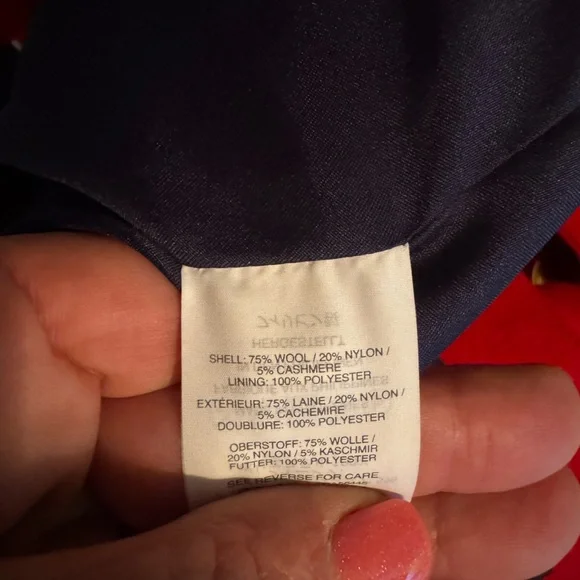 SHELL: 75% WOOL / 20% NYLON /
5% CASHMERE
LINING: 100% POLYESTER
EXTÉRIEUR: 75% LAINE / 20% NYLON /
5% CACHEMIRE
DOUBLURE: 100% POLYESTER
OBERSTOFF: 75% WOLLE /
20% NYLON / 5% KASCHMIR
FUTTER: 100% POLYESTER
SEE REVERSE FOR CARE